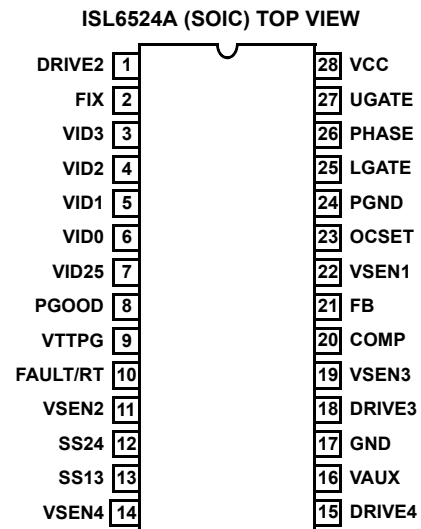 ISL6524A (SOIC) TOP VIEW
DRIVE2 1 28 VCC
FIX 2 27 UGATE
VID3 3 26 PHASE
VID2 4 25 LGATE
VID1 5 24 PGND
VID0 6 23 OCSET
VID25 7 22 VSEN1
PGOOD 8 21 FB
VTTPG 9 20 COMP
FAULT/RT 10 19 VSEN3
VSEN2 11 18 DRIVE3
SS24 12 17 GND
SS13 13 16 VAUX
VSEN4 14 15 DRIVE4